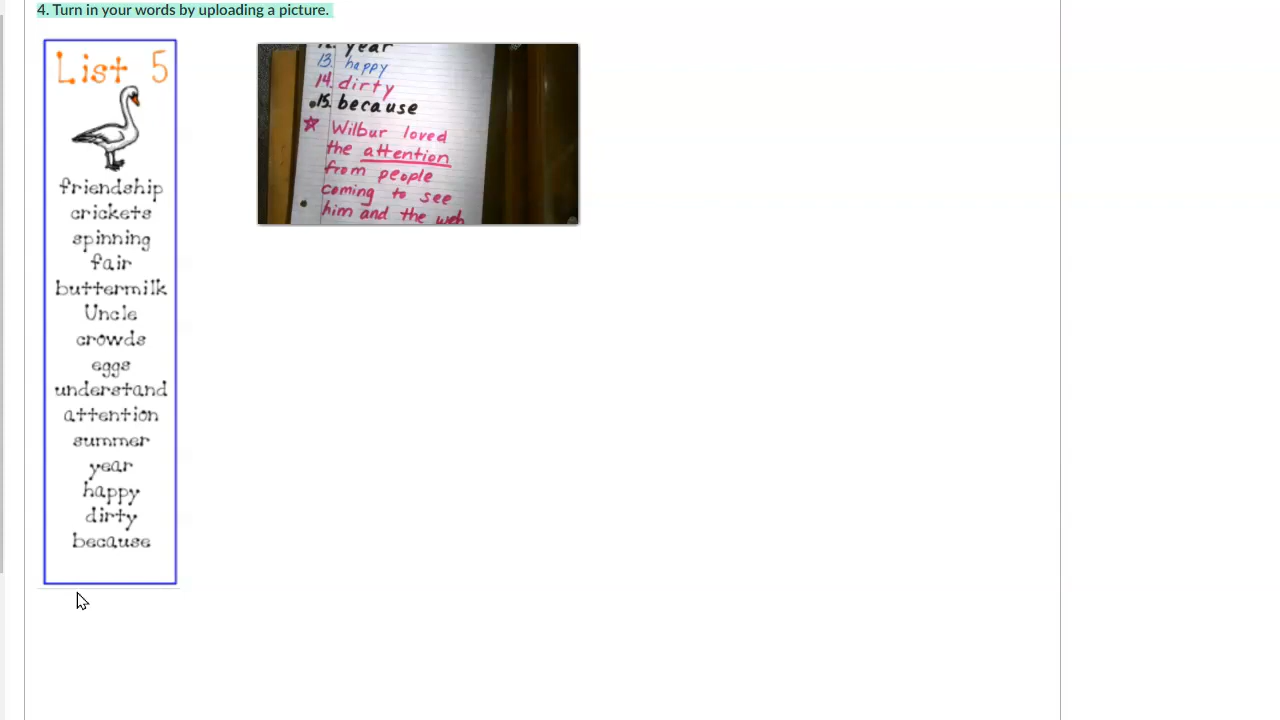 4. Turn in your words by uploading a picture.
List 5
friendship
crickets
spinning
fair
buttermilk
Uncle
crowds
eggs
understand
attention
summer
year
happy
dirty
because
12. year
13. happy
14. dirty
15. because
Wilbur loved
the attention
from people
coming to see
him and the web